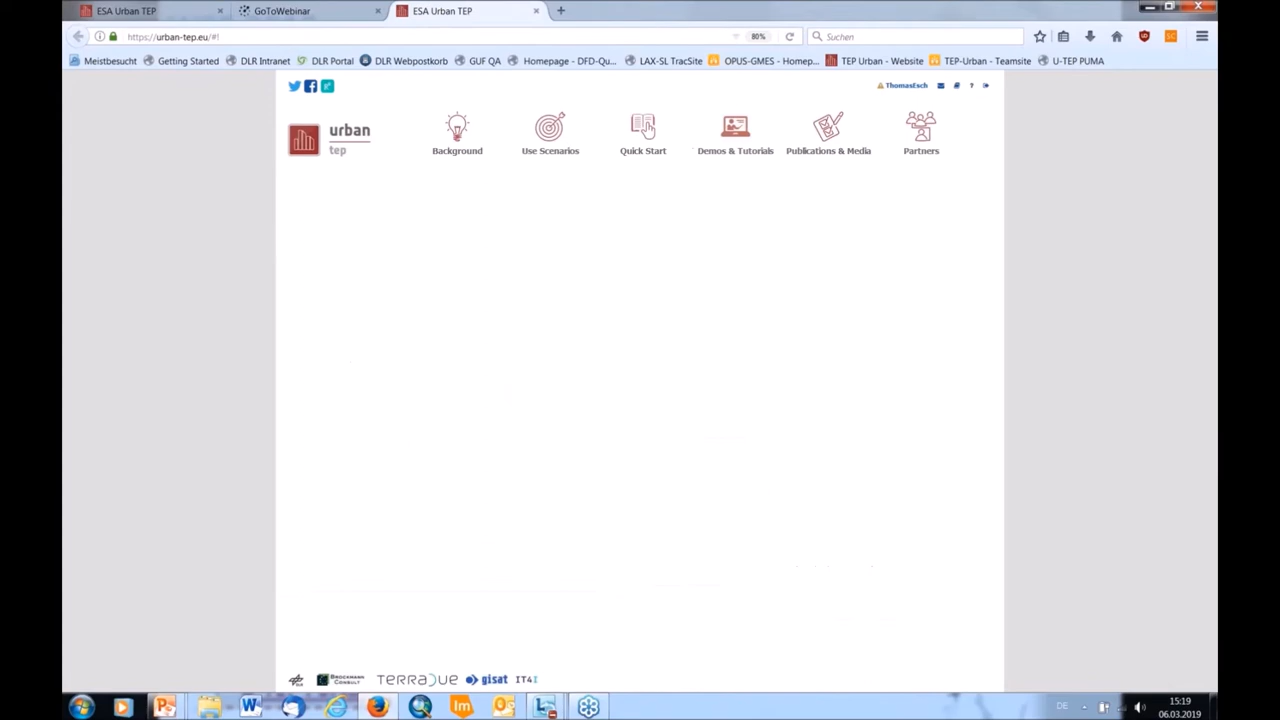 ESA Urban TEP
GoToWebinar
ESA Urban TEP
https://urban-tep.eu/#!
80%
Suchen
Meistbesucht
Getting Started
DLR Intranet
DLR Portal
DLR Webpostkorb
GUF QA
Homepage - DFD-Qu...
LAX-SL TracSite
OPUS-GMES - Homep...
TEP Urban - Website
TEP-Urban - Teamsite
U-TEP PUMA
ThomasEsch
?
urban
tep
Background
Use Scenarios
Quick Start
Demos & Tutorials
Publications & Media
Partners
DLR
BROCKMANN
CONSULT
TERRADUE
gisat
IT4I
DE
15:19
06.03.2019